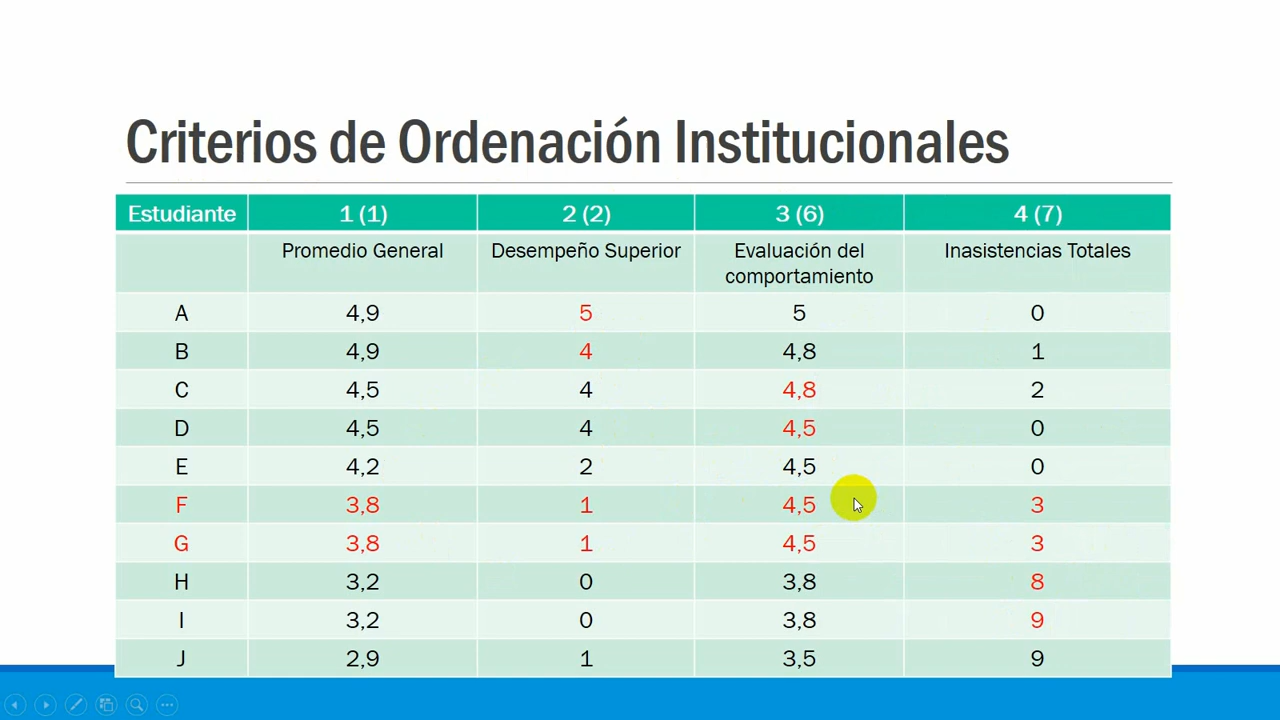 Criterios de Ordenación Institucionales
Estudiante 1 (1) 2 (2) 3 (6) 4 (7)
Promedio General Desempeño Superior Evaluación del comportamiento Inasistencias Totales
A 4,9 5 5 0
B 4,9 4 4,8 1
C 4,5 4 4,8 2
D 4,5 4 4,5 0
E 4,2 2 4,5 0
F 3,8 1 4,5 3
G 3,8 1 4,5 3
H 3,2 0 3,8 8
I 3,2 0 3,8 9
J 2,9 1 3,5 9